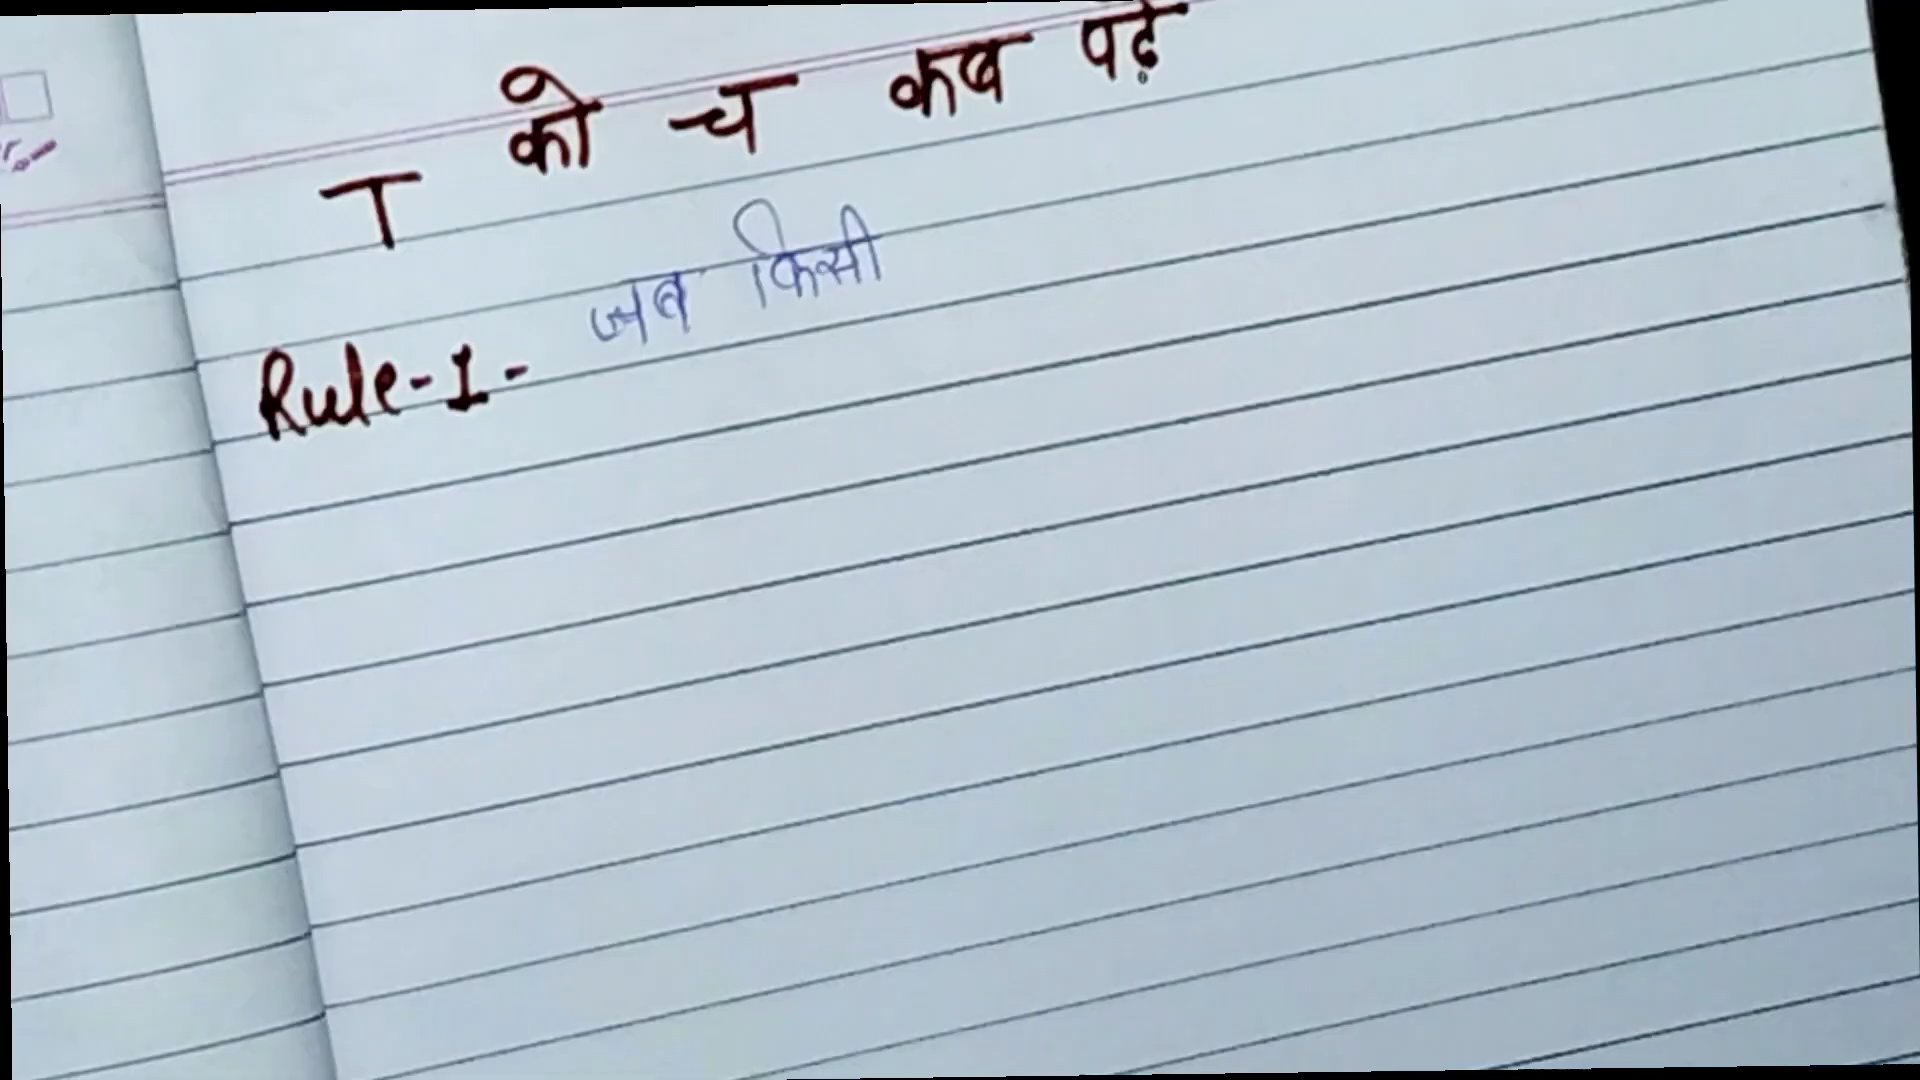 T को च कब पढ़े
Rule-1- जब किसी